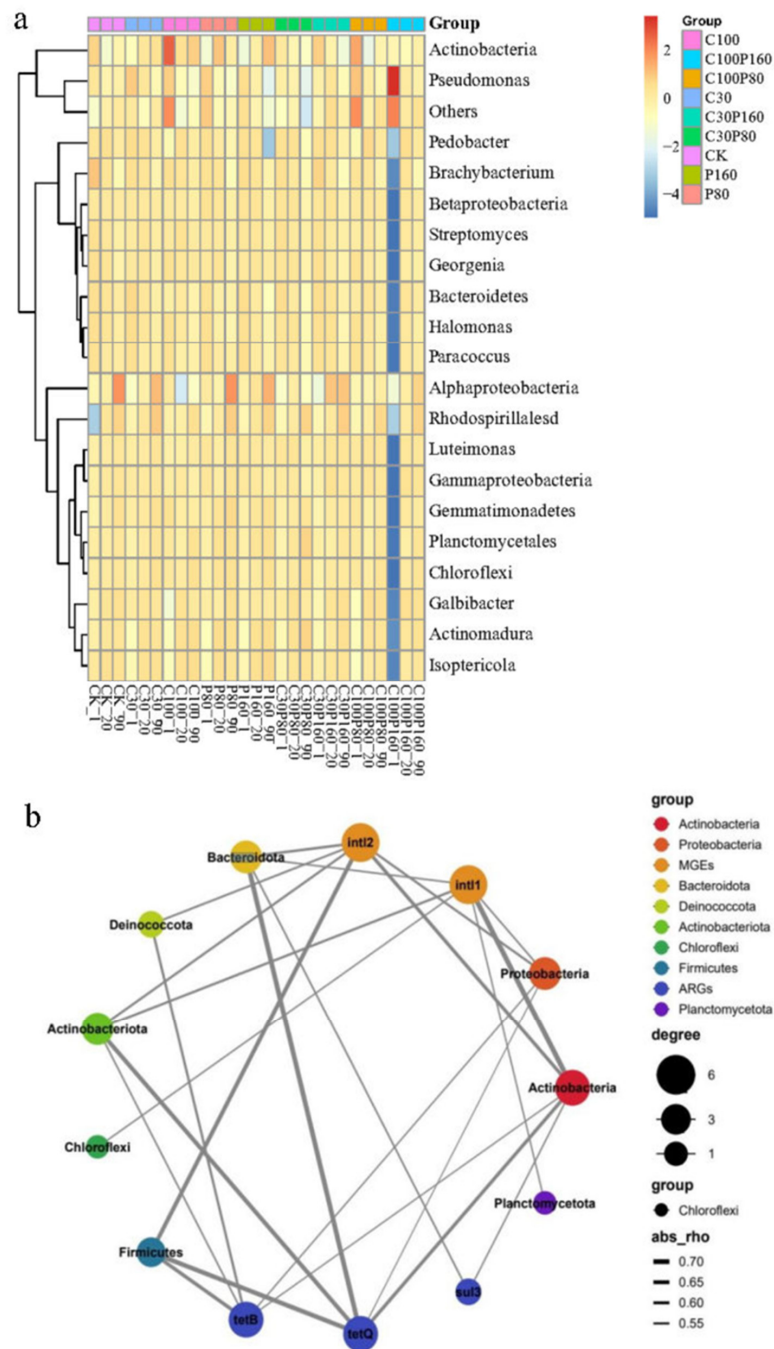 a
Group
Actinobacteria
Pseudomonas
Others
Pedobacter
Brachybacterium
Betaproteobacteria
Streptomyces
Georgenia
Bacteroidetes
Halomonas
Paracoccus
Alphaproteobacteria
Rhodospirillalesd
Luteimonas
Gammaproteobacteria
Gemmatimonadetes
Planctomycetales
Chloroflexi
Galbibacter
Actinomadura
Isoptericola
CK_1
CK_20
CK_90
C30_1
C30_20
C30_90
C100_1
C100_20
C100_90
P80_1
P80_20
P80_90
P160_1
P160_20
P160_90
C30P80_1
C30P80_20
C30P80_90
C30P160_1
C30P160_20
C30P160_90
C100P80_1
C100P80_20
C100P80_90
C100P160_1
C100P160_20
C100P160_90
2
0
−2
−4
Group
C100
C100P160
C100P80
C30
C30P160
C30P80
CK
P160
P80
b
intl2
Bacteroidota
intl1
Deinococcota
Proteobacteria
Actinobacteriota
Actinobacteria
Chloroflexi
Planctomycetota
Firmicutes
sul3
tetB
tetQ
group
Actinobacteria
Proteobacteria
MGEs
Bacteroidota
Deinococcota
Actinobacteriota
Chloroflexi
Firmicutes
ARGs
Planctomycetota
degree
6
3
1
group
Chloroflexi
abs_rho
0.70
0.65
0.60
0.55